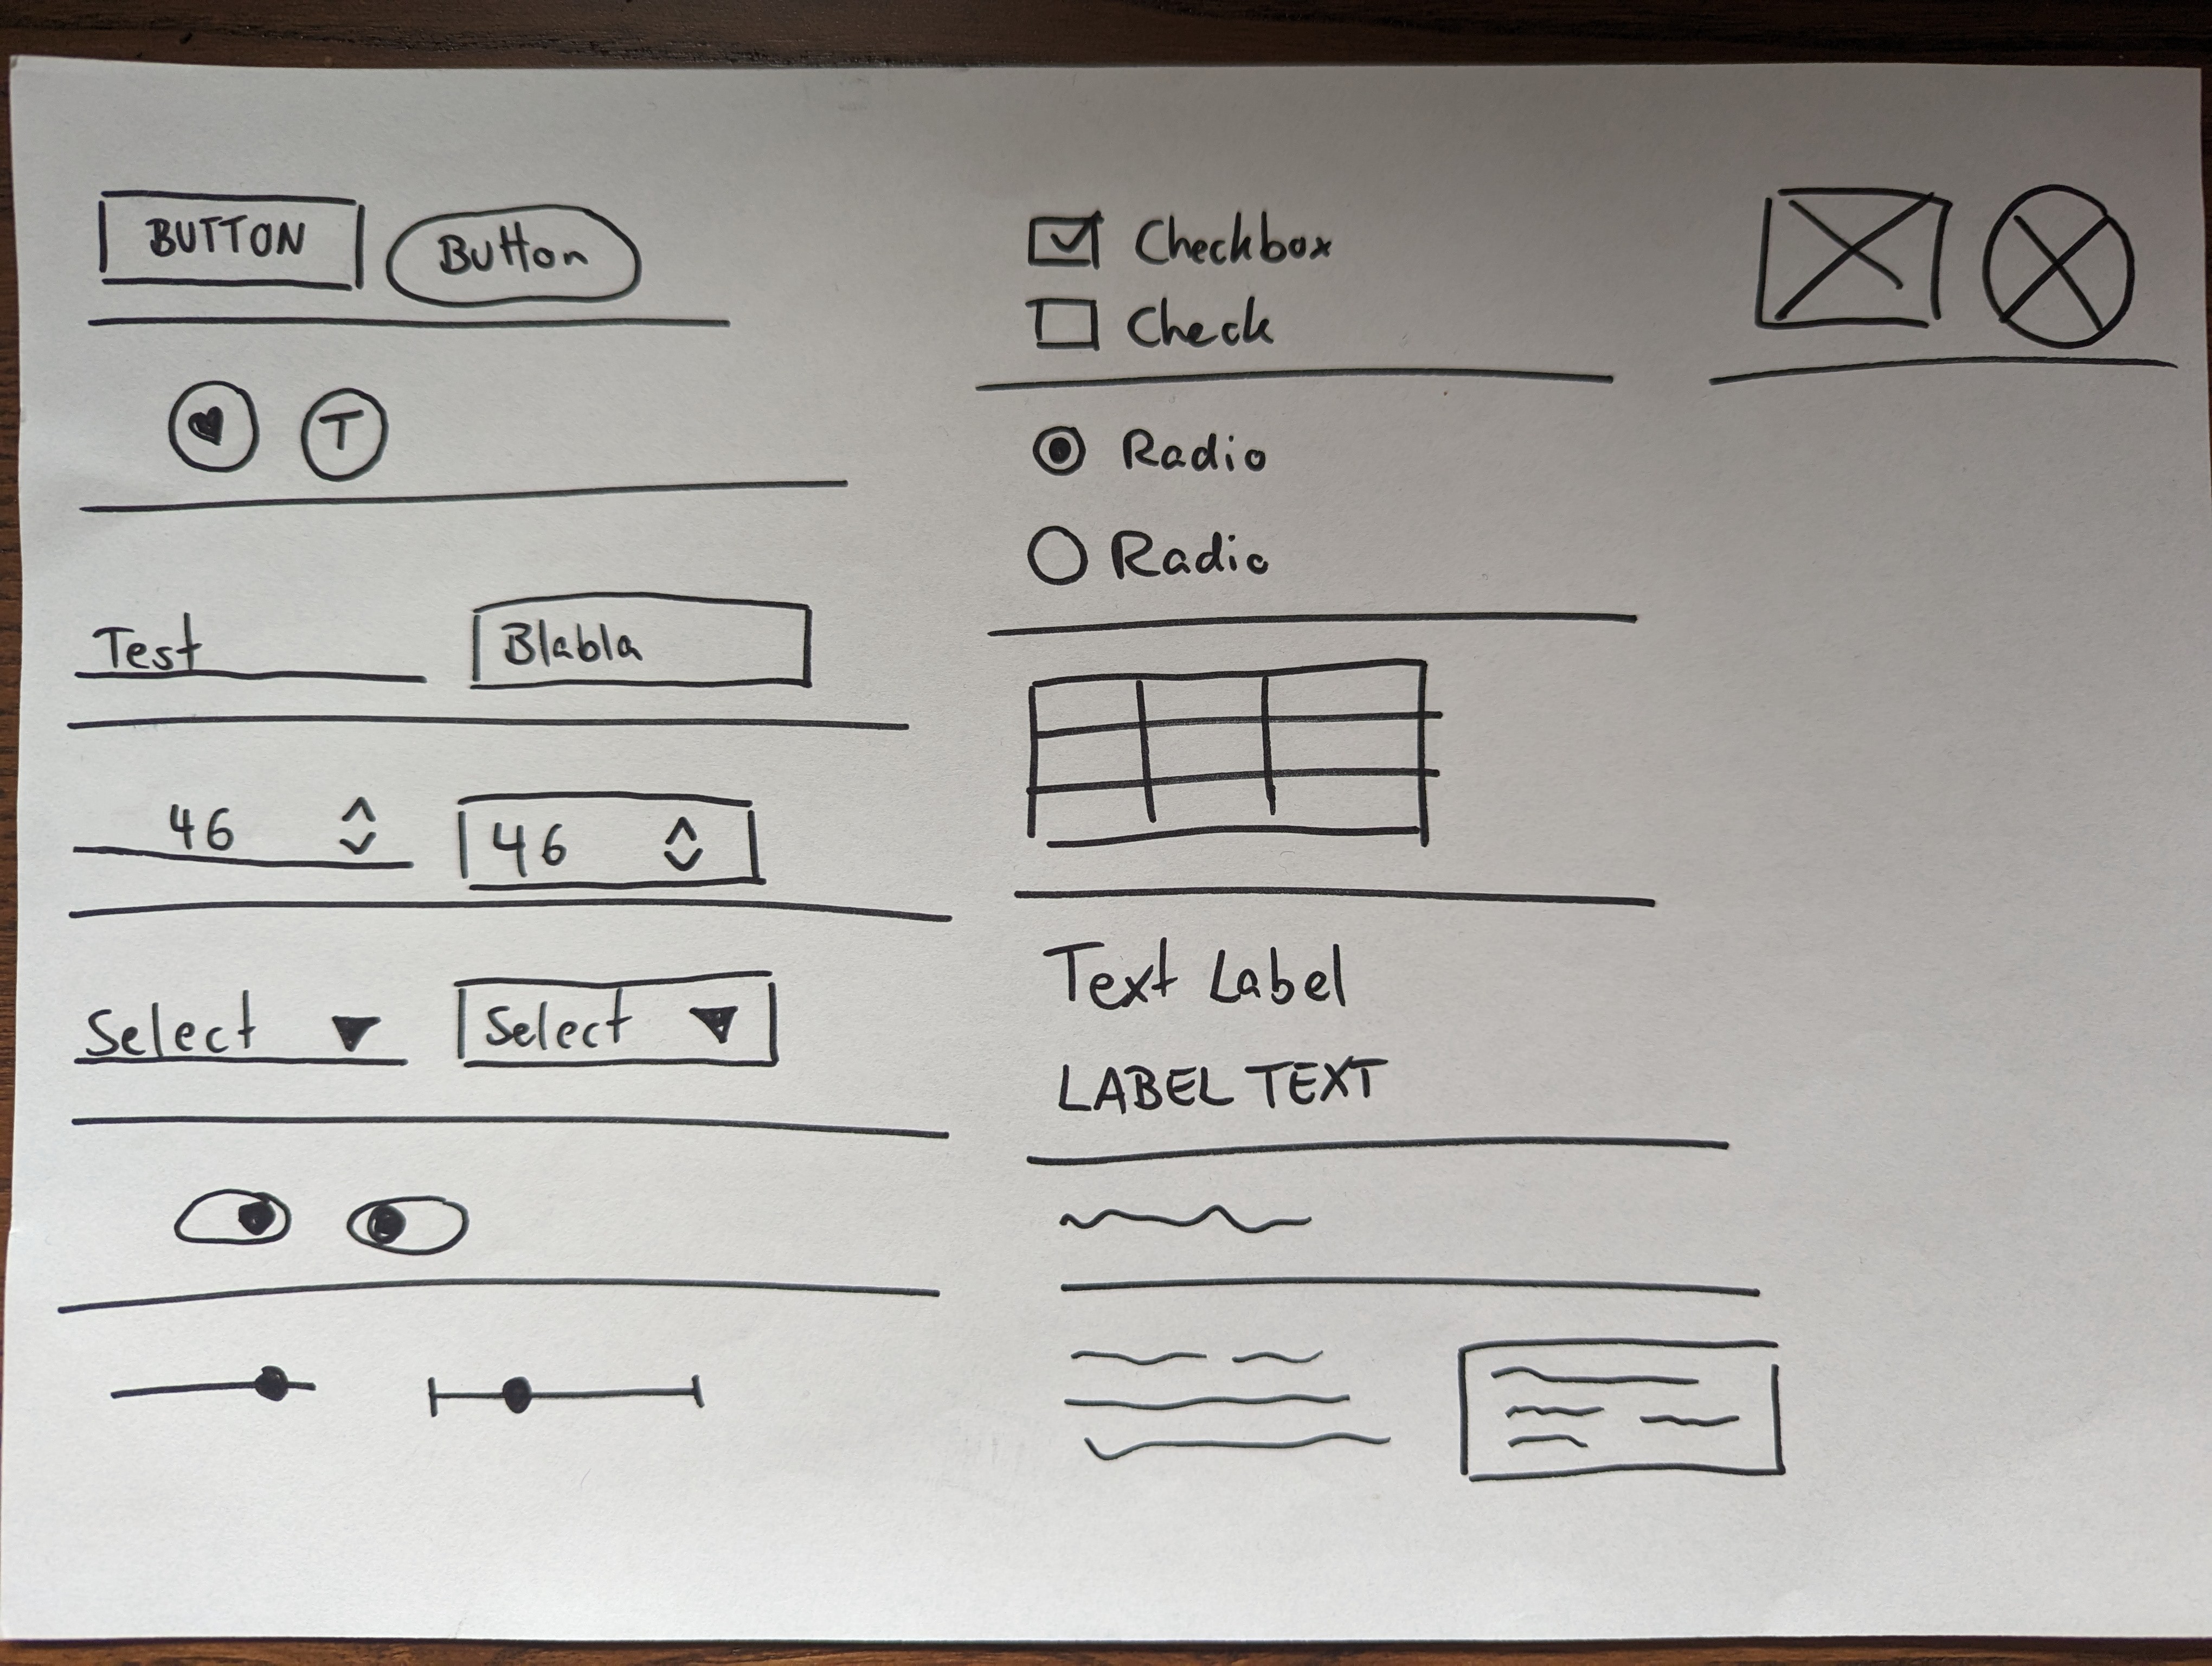 BUTTON
Button
T
Test
Blabla
46
46
Select
Select
Checkbox
Check
Radio
Radio
Text Label
LABEL TEXT